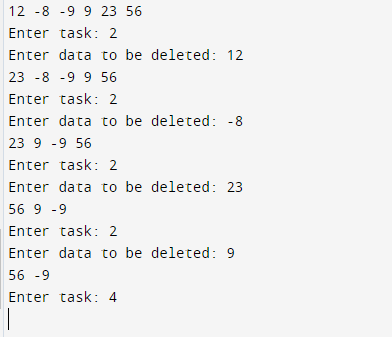 12 -8 -9 9 23 56
Enter task: 2
Enter data to be deleted: 12
23 -8 -9 9 56
Enter task: 2
Enter data to be deleted: -8
23 9 -9 56
Enter task: 2
Enter data to be deleted: 23
56 9 -9
Enter task: 2
Enter data to be deleted: 9
56 -9
Enter task: 4